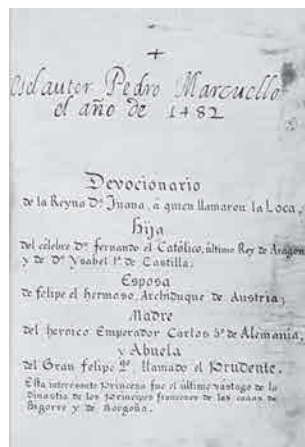 +
es el autor Pedro Marcuello
el año de 1482
Devocionario
de la Reyna Dª Juana, á quien llamaron la Loca,
Hija
del célebre Dⁿ fernando el Católico, último Rey de Aragon
y de Dª Ysabel 1ª de Castilla.
Esposa
de felipe el hermoso, Archiduque de Austria;
Madre
del heroico Emperador Carlos 5º de Alemania,
y Abuela
del Gran felipe 2º llamado el prudente.
Esta interesante princesa fue el último vastago de la
dinastia de los príncipes franceses de las casas de
Bigorre y de Borgoña.